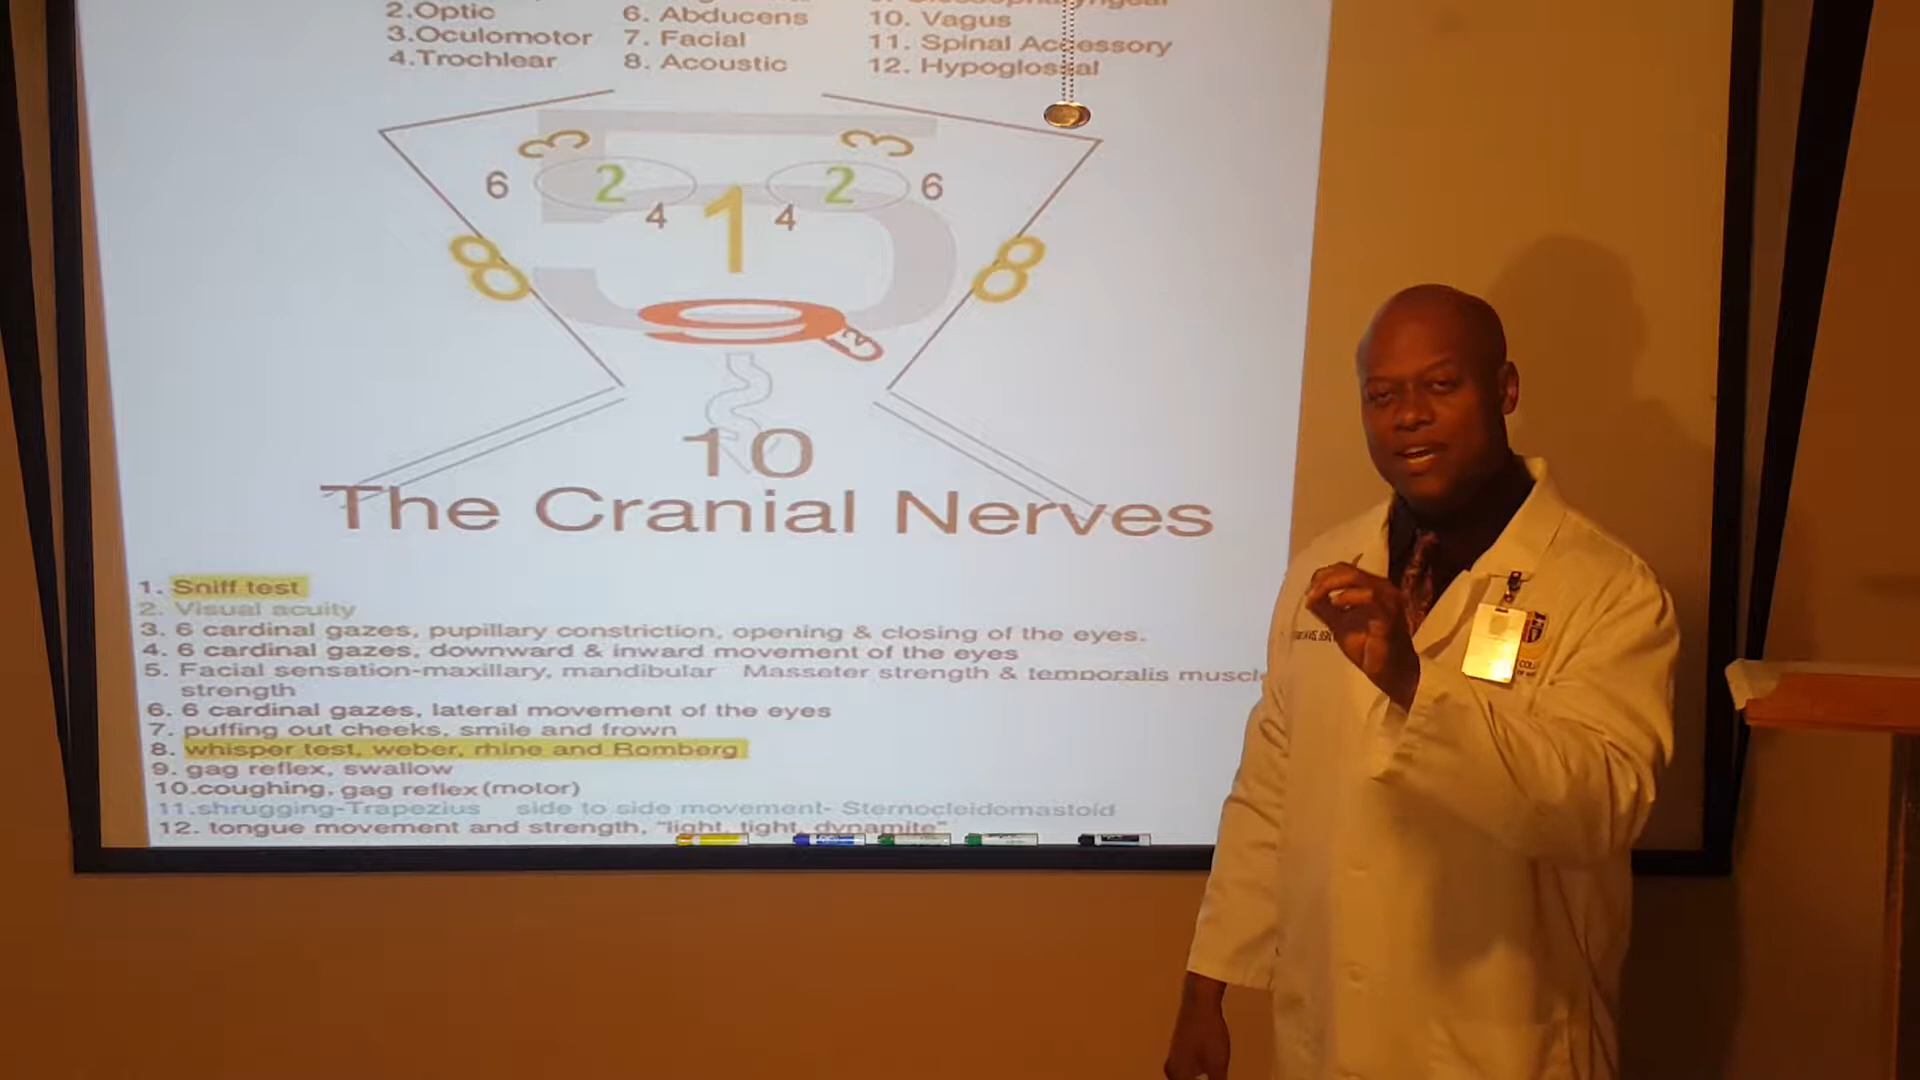 2.Optic 6. Abducens 10. Vagus
3.Oculomotor 7. Facial 11. Spinal Accessory
4.Trochlear 8. Acoustic 12. Hypoglossal
3 3
6 2 2 6
4 1 4
8 8
12
10
The Cranial Nerves
1. Sniff test
2. Visual acuity
3. 6 cardinal gazes, pupillary constriction, opening & closing of the eyes.
4. 6 cardinal gazes, downward & inward movement of the eyes
5. Facial sensation-maxillary, mandibular Masseter strength & temporalis muscle
strength
6. 6 cardinal gazes, lateral movement of the eyes
7. puffing out cheeks, smile and frown
8. whisper test, weber, rhine and Romberg
9. gag reflex, swallow
10.coughing, gag reflex (motor)
11.shrugging-Trapezius side to side movement- Sternocleidomastoid
12. tongue movement and strength, "light, tight, dynamite"